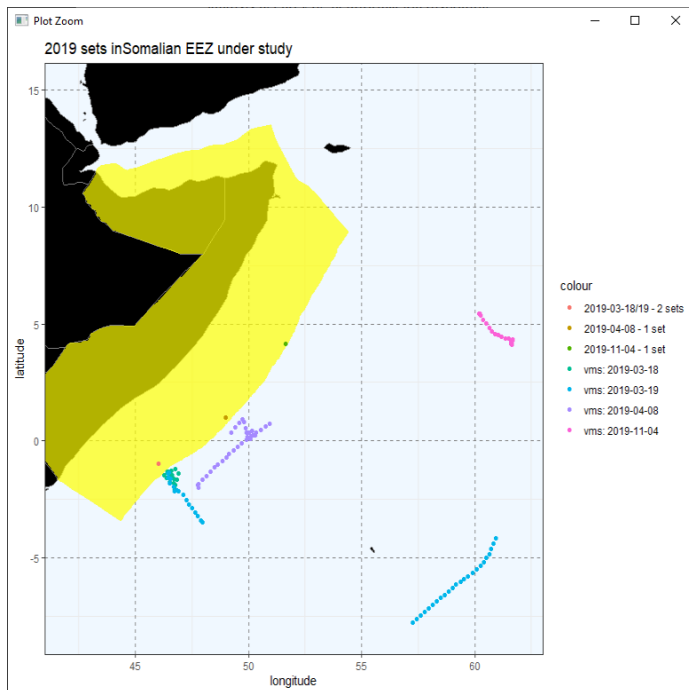 Plot Zoom
2019 sets inSomalian EEZ under study
15
10
5
0
-5
latitude
45
50
55
60
longitude
colour
2019-03-18/19 - 2 sets
2019-04-08 - 1 set
2019-11-04 - 1 set
vms: 2019-03-18
vms: 2019-03-19
vms: 2019-04-08
vms: 2019-11-04